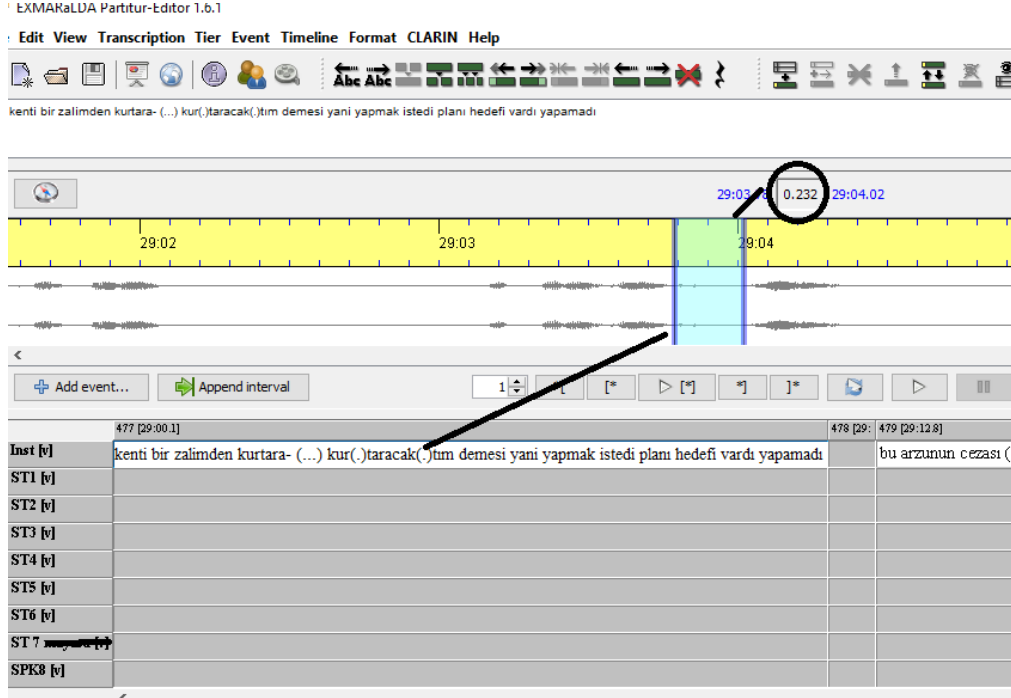 EXMARaLDA Partitur-Editor 1.6.1
Edit View Transcription Tier Event Timeline Format CLARIN Help
Abc Abc
kenti bir zalimden kurtara- (...) kur(.)taracak(.)tım demesi yani yapmak istedi planı hedefi vardı yapamadı
0.232 29:04.02
29:02 29:03 29:04
Add event... Append interval 1 [* [*] *] ]*
477 [29:00.1] 478 [29: 479 [29:12.8]
Inst [v] kenti bir zalimden kurtara- (...) kur(.)taracak(.)tım demesi yani yapmak istedi planı hedefi vardı yapamadı bu arzunun cezası (
ST1 [v]
ST2 [v]
ST3 [v]
ST4 [v]
ST5 [v]
ST6 [v]
ST 7
SPK8 [v]